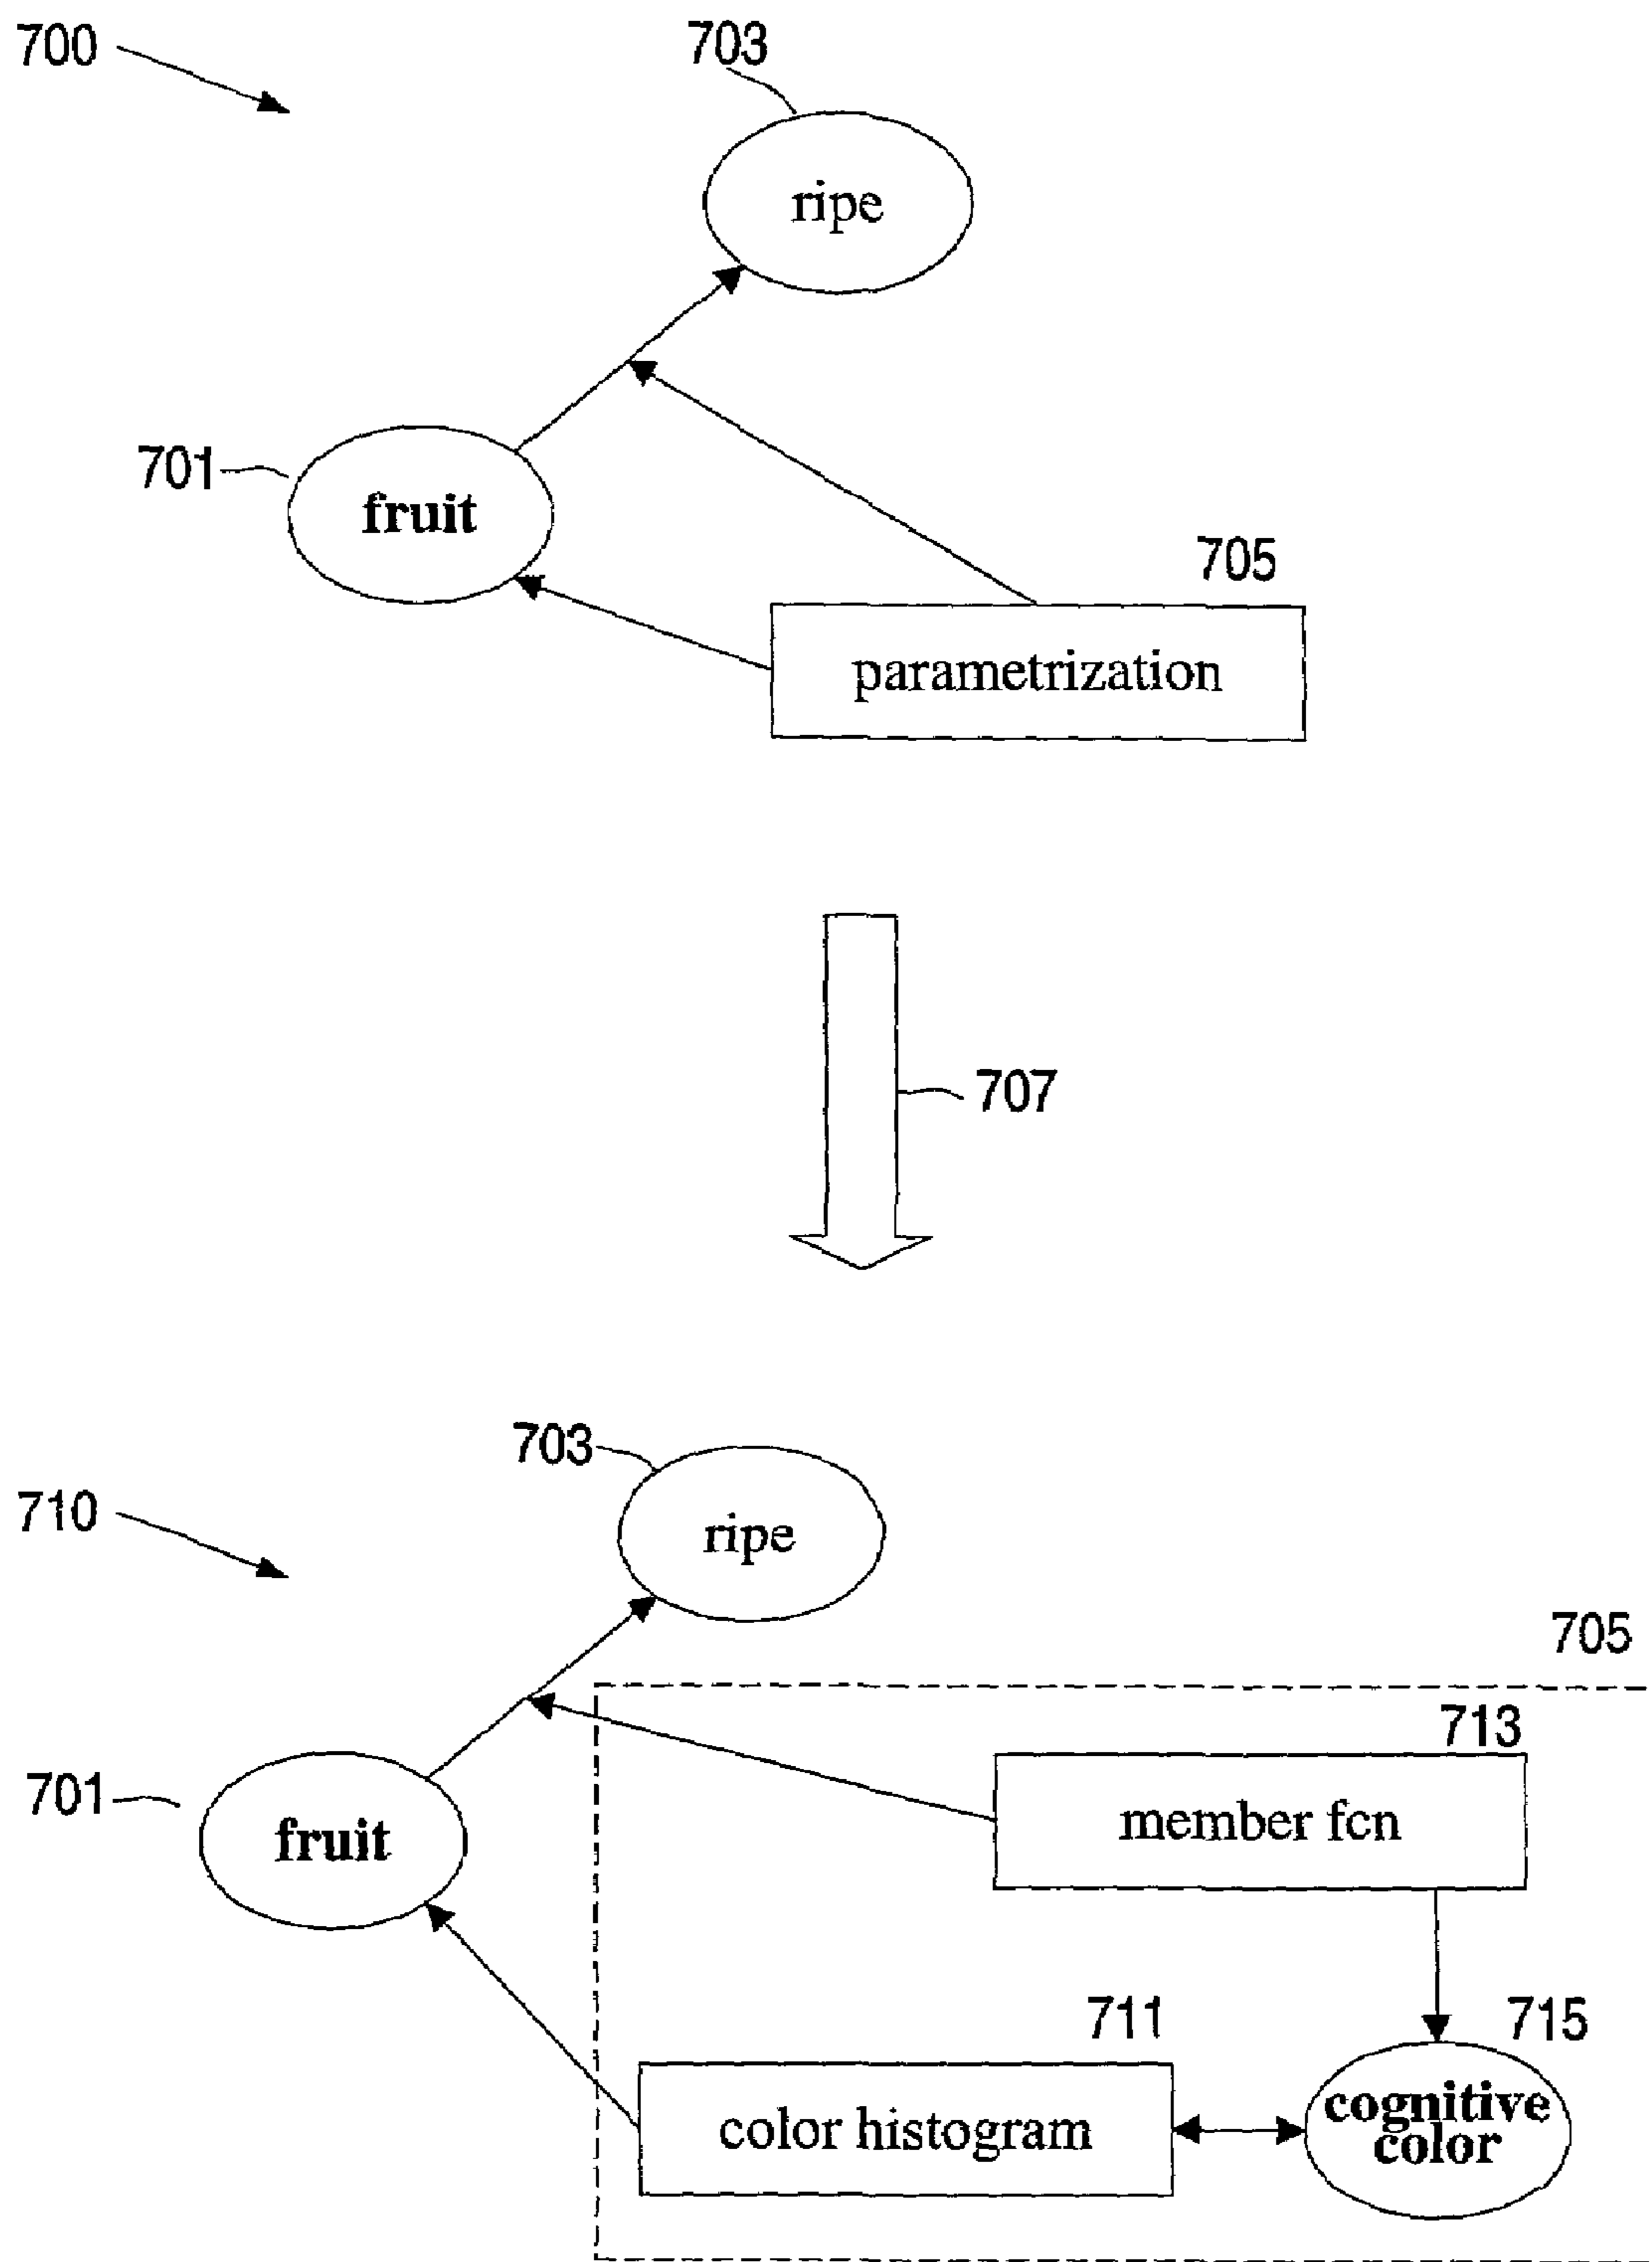 700
703
ripe
701
fruit
705
parametrization
707
703
710
ripe
705
713
701
member fcn
fruit
711
715
cognitive
color
color histogram